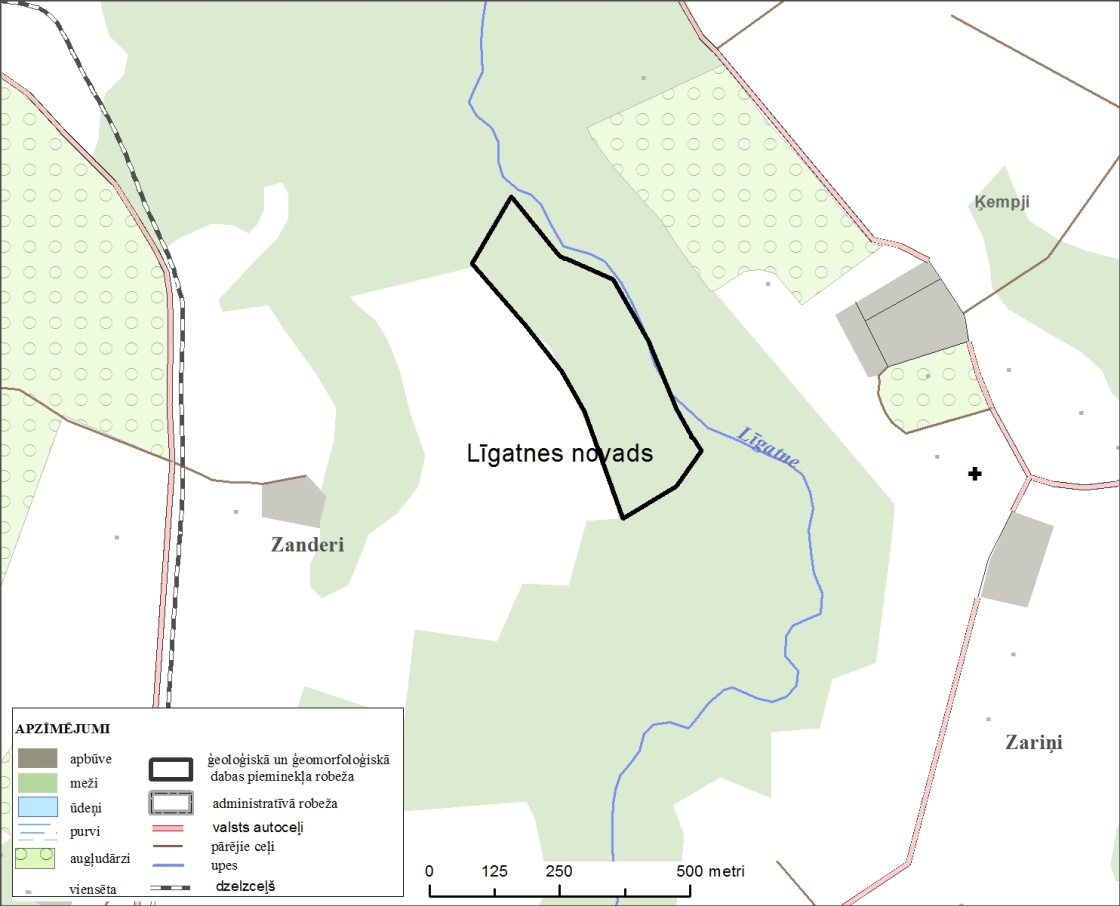 Ķempji
Līgatne
Līgatnes novads
Zanderi
Zariņi
APZĪMĒJUMI
apbūve
meži
ūdeņi
purvi
augļudārzi
viensēta
ģeoloģiskā un ģeomorfoloģiskā
dabas pieminekļa robeža
administratīvā robeža
valsts autoceļi
pārējie ceļi
upes
dzelzceļš
0 125 250 500 metri